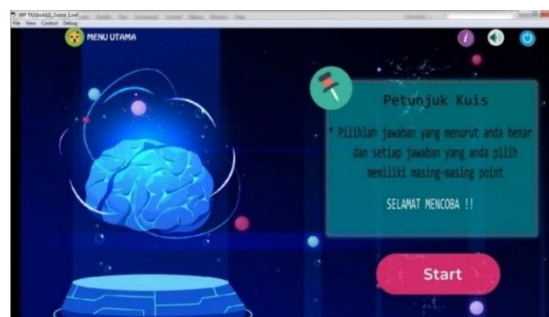 File View Control Debug
MENU UTAMA
i
Petunjuk Kuis
* Pilihlah jawaban yang menurut anda benar
dan setiap jawaban yang anda pilih
memiliki masing-masing point
SELAMAT MENCOBA !!
Start